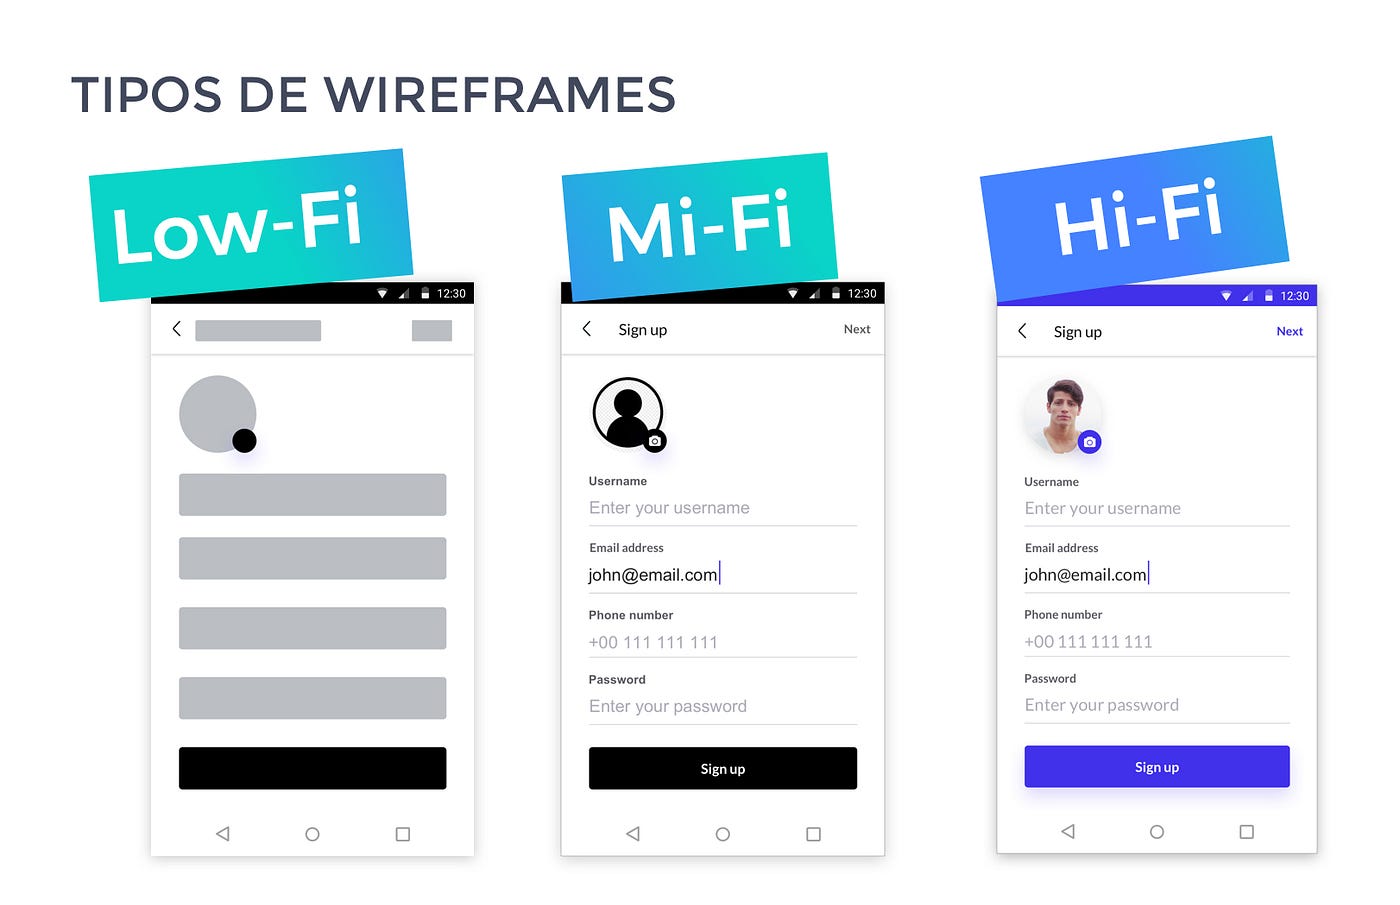 TIPOS DE WIREFRAMES
Low-Fi
12:30
Mi-Fi
12:30
Sign up
Next
Username
Enter your username
Email address
john@email.com
Phone number
+00 111 111 111
Password
Enter your password
Sign up
Hi-Fi
12:30
Sign up
Next
Username
Enter your username
Email address
john@email.com
Phone number
+00 111 111 111
Password
Enter your password
Sign up